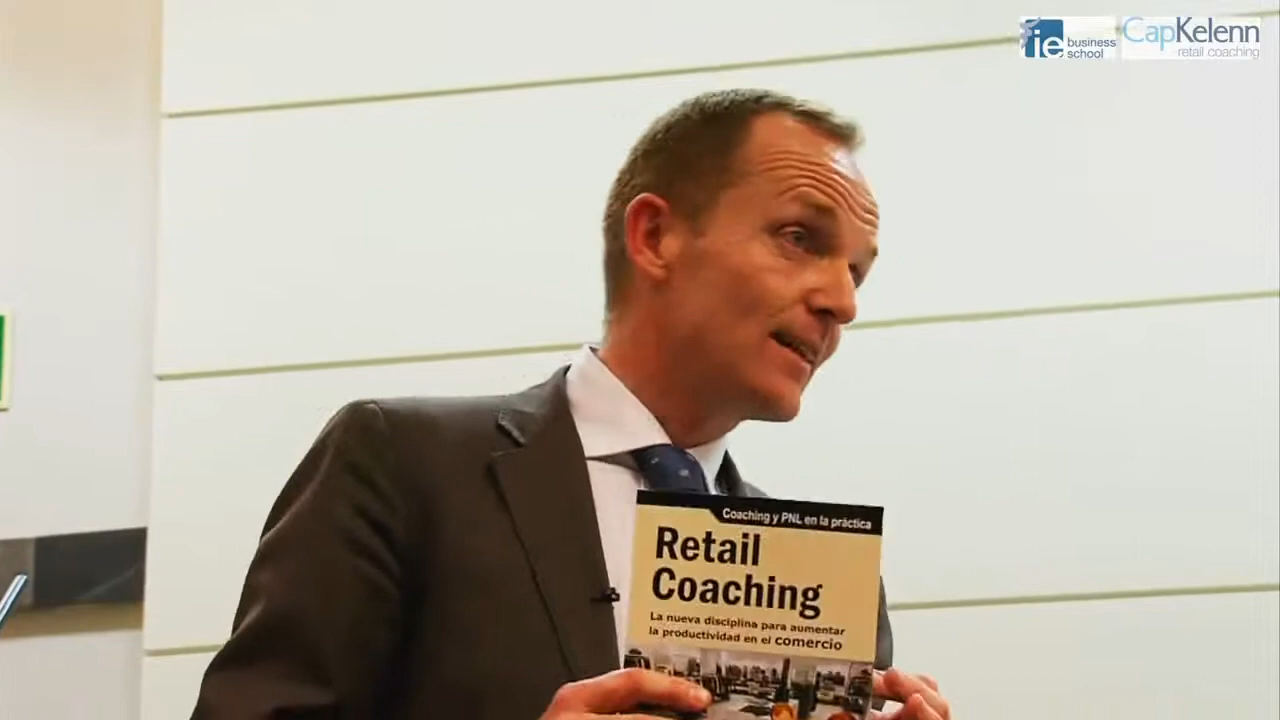 ie business school
CapKelenn
retail coaching
Coaching y PNL en la práctica
Retail
Coaching
La nueva disciplina para aumentar
la productividad en el comercio